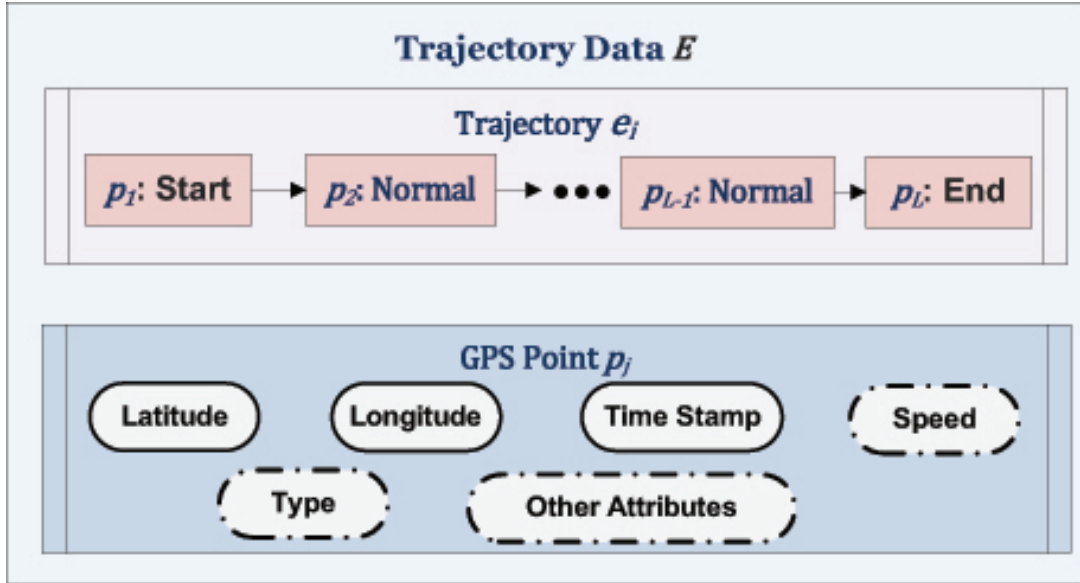 Trajectory Data E
Trajectory e_i
p_1: Start
p_2: Normal
•••
p_{L-1}: Normal
p_L: End
GPS Point p_j
Latitude
Longitude
Time Stamp
Speed
Type
Other Attributes